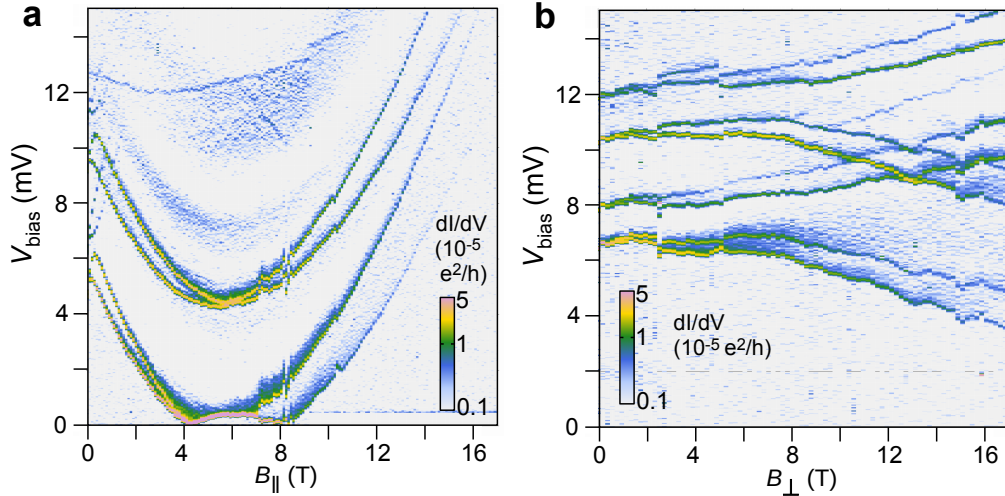 a
12
8
4
0
V_bias (mV)
0
4
8
12
16
B_∥ (T)
dI/dV
(10⁻⁵
e²/h)
5
1
0.1
b
12
8
4
0
V_bias (mV)
0
4
8
12
16
B_⊥ (T)
dI/dV
(10⁻⁵ e²/h)
5
1
0.1